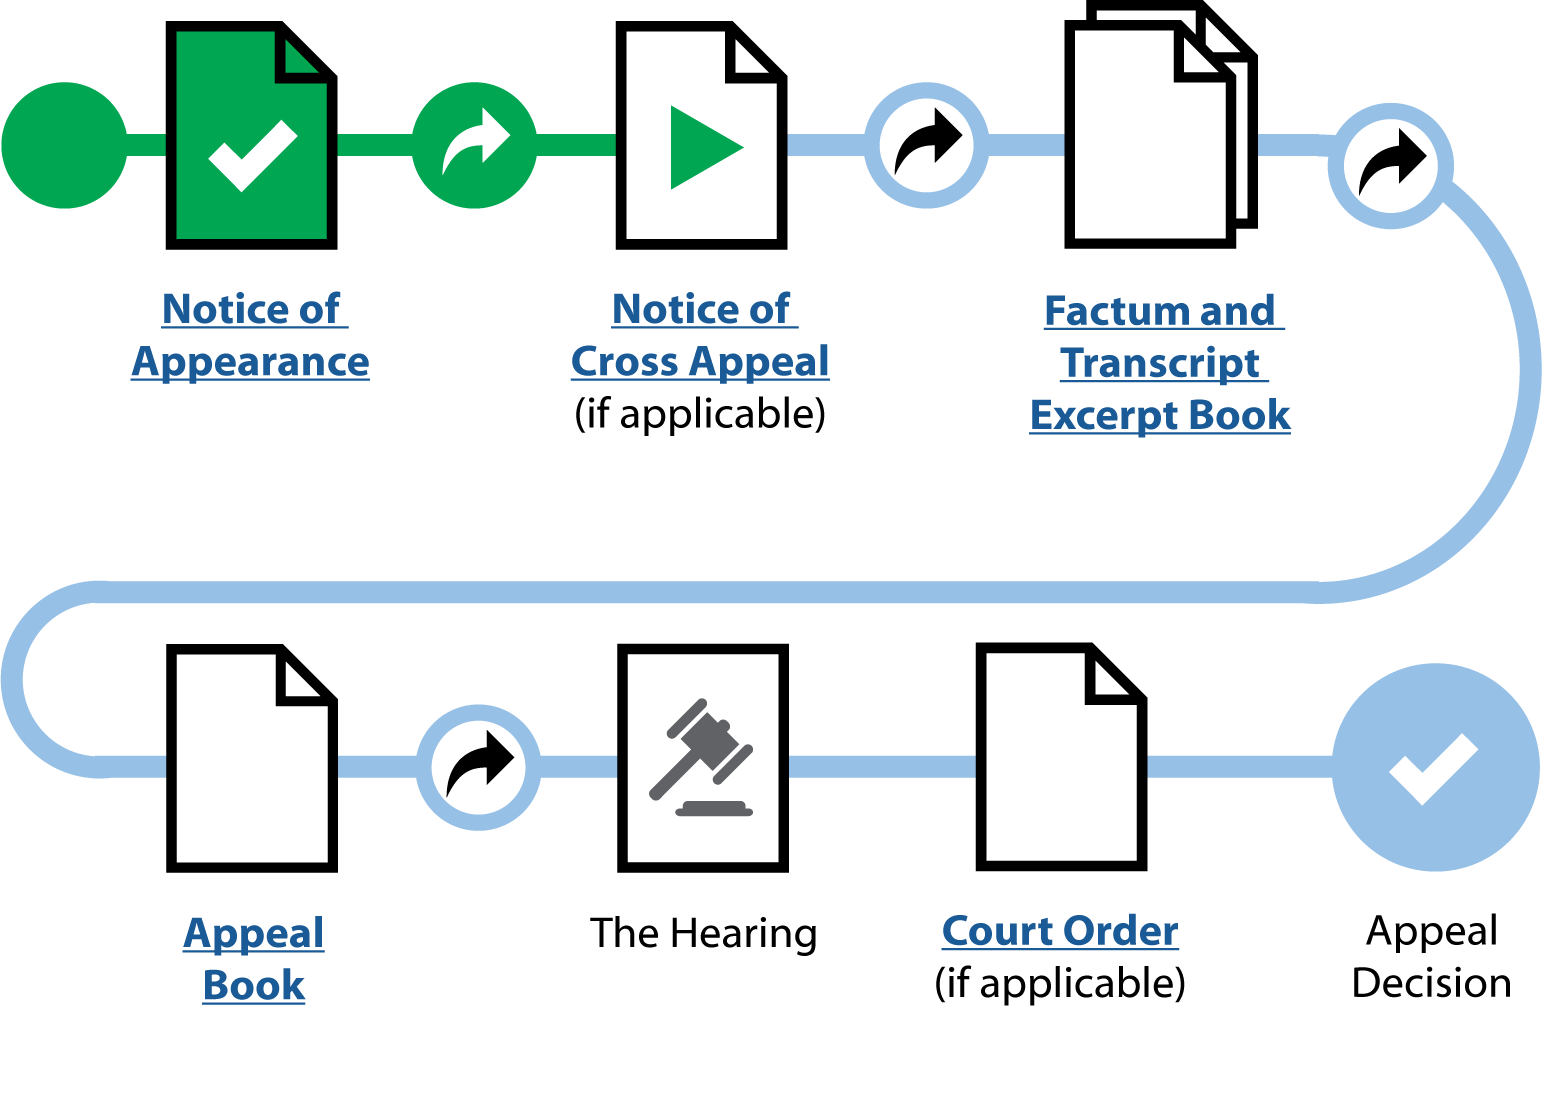 Notice of
Appearance
Notice of
Cross Appeal
(if applicable)
Factum and
Transcript
Excerpt Book
Appeal
Book
The Hearing
Court Order
(if applicable)
Appeal
Decision